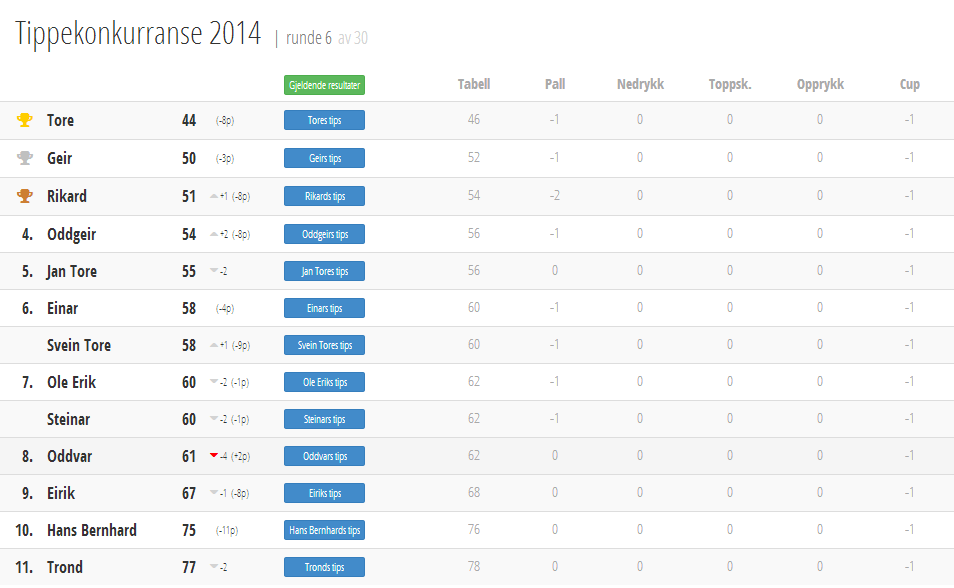 Tippekonkurranse 2014 | runde 6 av 30
Gjeldende resultater Tabell Pall Nedrykk Toppsk. Opprykk Cup
Tore 44 (-8p) Tores tips 46 -1 0 0 0 -1
Geir 50 (-3p) Geirs tips 52 -1 0 0 0 -1
Rikard 51 +1 (-8p) Rikards tips 54 -2 0 0 0 -1
4. Oddgeir 54 +2 (-8p) Oddgeirs tips 56 -1 0 0 0 -1
5. Jan Tore 55 -2 Jan Tores tips 56 0 0 0 0 -1
6. Einar 58 (-4p) Einars tips 60 -1 0 0 0 -1
Svein Tore 58 +1 (-9p) Svein Tores tips 60 -1 0 0 0 -1
7. Ole Erik 60 -2 (-1p) Ole Eriks tips 62 -1 0 0 0 -1
Steinar 60 -2 (-1p) Steinars tips 62 -1 0 0 0 -1
8. Oddvar 61 -4 (+2p) Oddvars tips 62 0 0 0 0 -1
9. Eirik 67 -1 (-8p) Eiriks tips 68 0 0 0 0 -1
10. Hans Bernhard 75 (-11p) Hans Bernhards tips 76 0 0 0 0 -1
11. Trond 77 -2 Tronds tips 78 0 0 0 0 -1